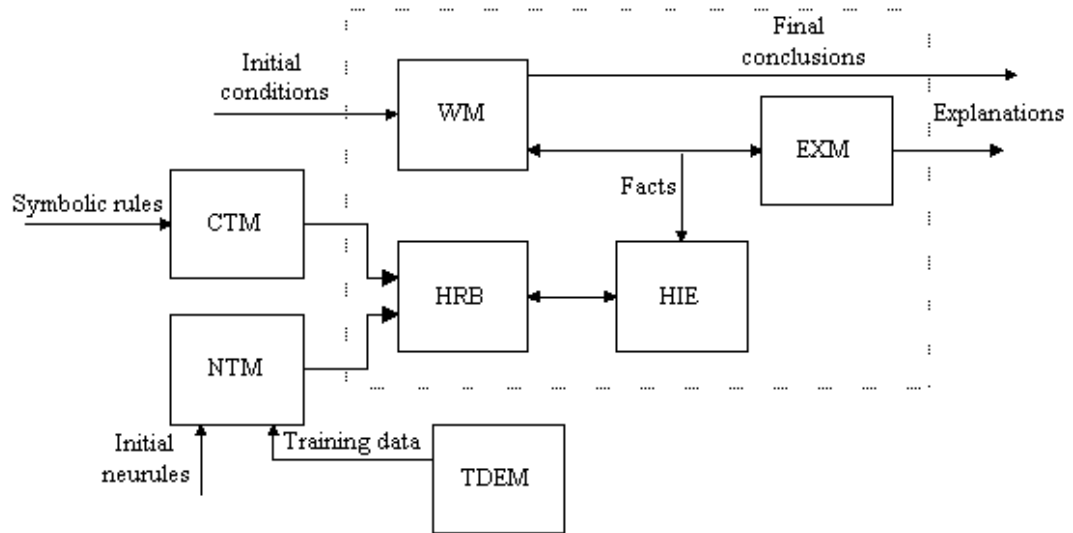 Final
conclusions
Initial
conditions
WM
Explanations
EXM
Facts
Symbolic rules
CTM
HRB
HIE
NTM
Initial
neurules
Training data
TDEM